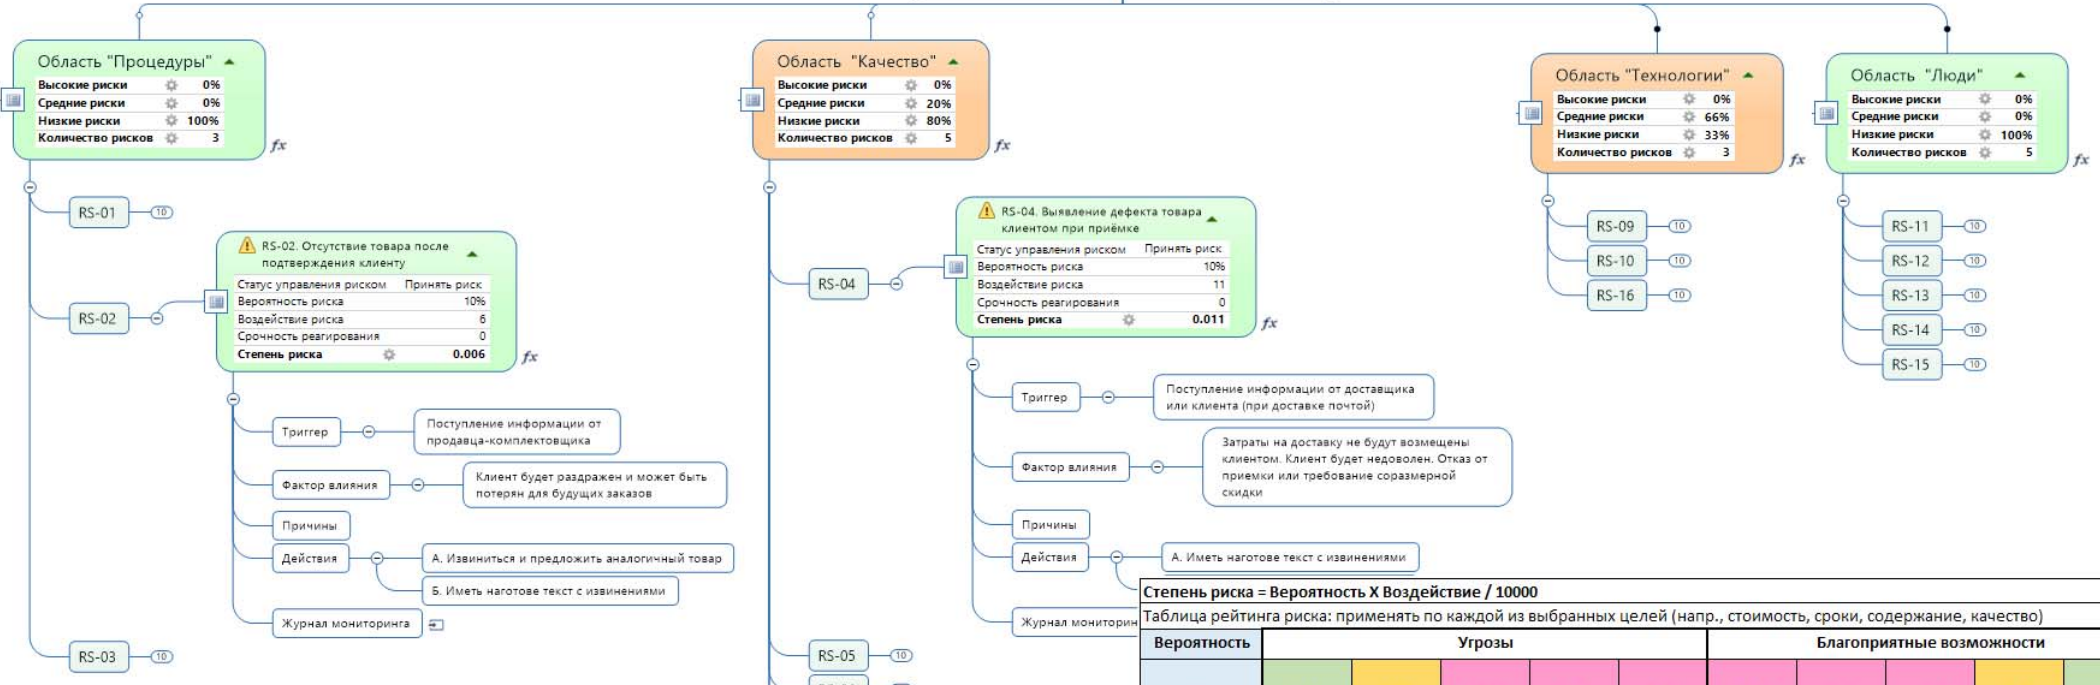 Область "Процедуры"
Высокие риски 0%
Средние риски 0%
Низкие риски 100%
Количество рисков 3
fx
RS-01
10
RS-02
RS-02. Отсутствие товара после
подтверждения клиенту
Статус управления риском Принять риск
Вероятность риска 10%
Воздействие риска 6
Срочность реагирования 0
Степень риска 0.006
fx
Триггер
Поступление информации от
продавца-комплектовщика
Фактор влияния
Клиент будет раздражен и может быть
потерян для будущих заказов
Причины
Действия
А. Извиниться и предложить аналогичный товар
Б. Иметь наготове текст с извинениями
Журнал мониторинга
RS-03
10
Область "Качество"
Высокие риски 0%
Средние риски 20%
Низкие риски 80%
Количество рисков 5
fx
RS-04
RS-04. Выявление дефекта товара
клиентом при приёмке
Статус управления риском Принять риск
Вероятность риска 10%
Воздействие риска 11
Срочность реагирования 0
Степень риска 0.011
fx
Триггер
Поступление информации от доставщика
или клиента (при доставке почтой)
Фактор влияния
Затраты на доставку не будут возмещены
клиентом. Клиент будет недоволен. Отказ от
приемки или требование соразмерной
скидки
Причины
Действия
А. Иметь наготове текст с извинениями
Журнал мониторин
RS-05
10
Область "Технологии"
Высокие риски 0%
Средние риски 66%
Низкие риски 33%
Количество рисков 3
fx
RS-09
10
RS-10
10
RS-16
10
Область "Люди"
Высокие риски 0%
Средние риски 0%
Низкие риски 100%
Количество рисков 5
fx
RS-11
10
RS-12
10
RS-13
10
RS-14
10
RS-15
10
Степень риска = Вероятность X Воздействие / 10000
Таблица рейтинга риска: применять по каждой из выбранных целей (напр., стоимость, сроки, содержание, качество)
Вероятность Угрозы Благоприятные возможности